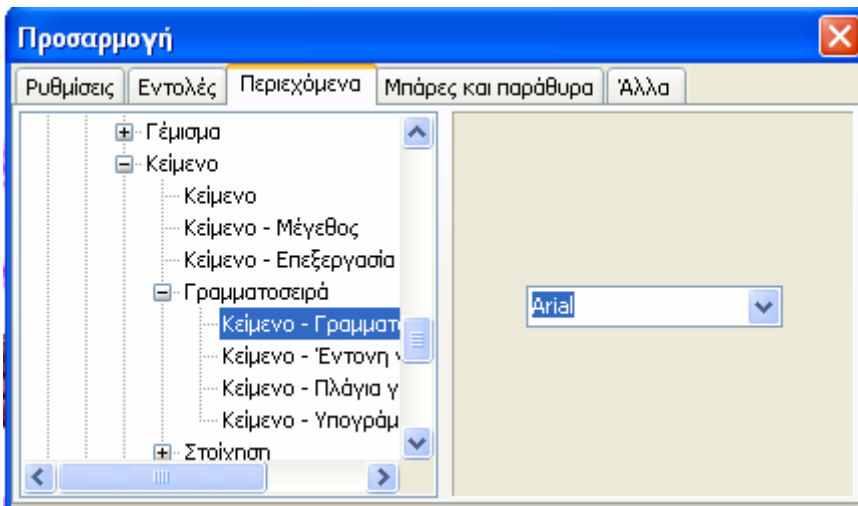 Προσαρμογή
Ρυθμίσεις Εντολές Περιεχόμενα Μπάρες και παράθυρα Άλλα
Γέμισμα
Κείμενο
Κείμενο
Κείμενο - Μέγεθος
Κείμενο - Επεξεργασία
Γραμματοσειρά
Κείμενο - Γραμματ
Arial
Κείμενο - Έντονη
Κείμενο - Πλάγια γ
Κείμενο - Υπογράμ
Στοίχηση